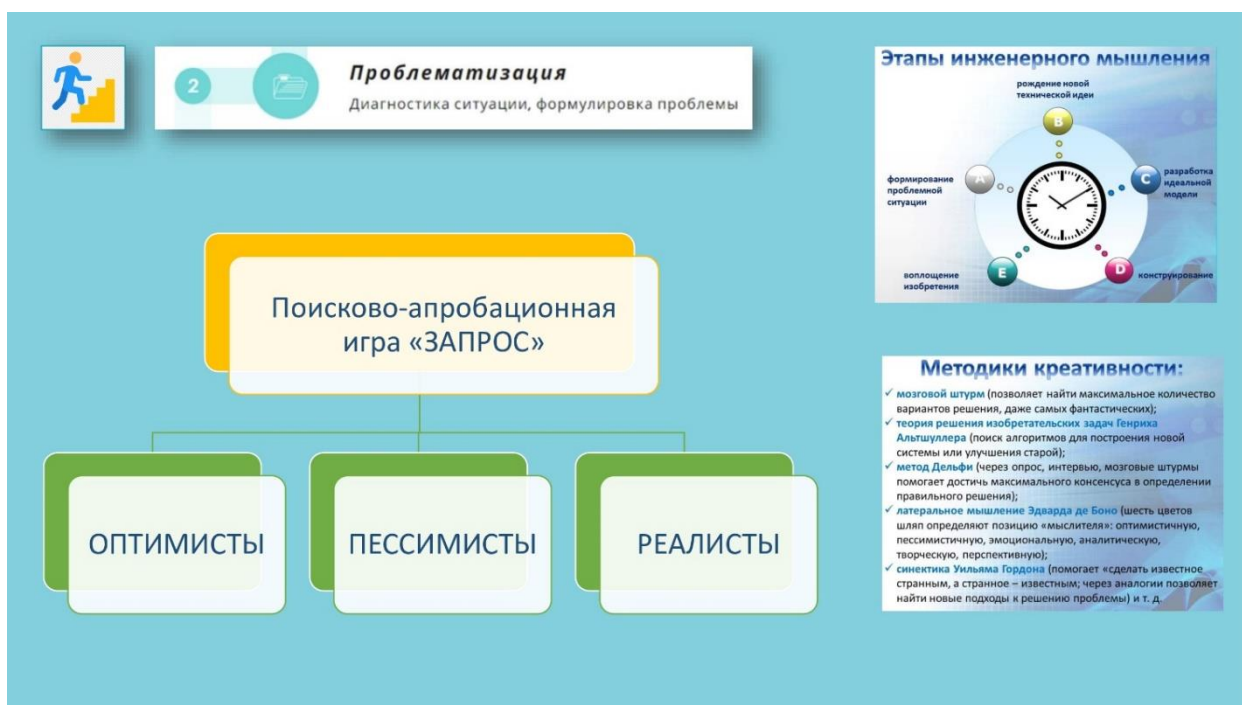 2
Проблематизация
Диагностика ситуации, формулировка проблемы
Поисково-апробационная
игра «ЗАПРОС»
ОПТИМИСТЫ
ПЕССИМИСТЫ
РЕАЛИСТЫ
Этапы инженерного мышления
рождение новой
технической идеи
B
формирование
проблемной
ситуации
A
C
разработка
идеальной
модели
воплощение
изобретения
E
D
конструирование
Методики креативности:
✓ мозговой штурм (позволяет найти максимальное количество
вариантов решения, даже самых фантастических);
✓ теория решения изобретательских задач Генриха
Альтшуллера (поиск алгоритмов для построения новой
системы или улучшения старой);
✓ метод Дельфи (через опрос, интервью, мозговые штурмы
помогает достичь максимального консенсуса в определении
правильного решения);
✓ латеральное мышление Эдварда де Боно (шесть цветов
шляп определяют позицию «мыслителя»: оптимистичную,
пессимистичную, эмоциональную, аналитическую,
творческую, перспективную);
✓ синектика Уильяма Гордона (помогает «сделать известное
странным, а странное – известным; через аналогии позволяет
найти новые подходы к решению проблемы) и т. д.